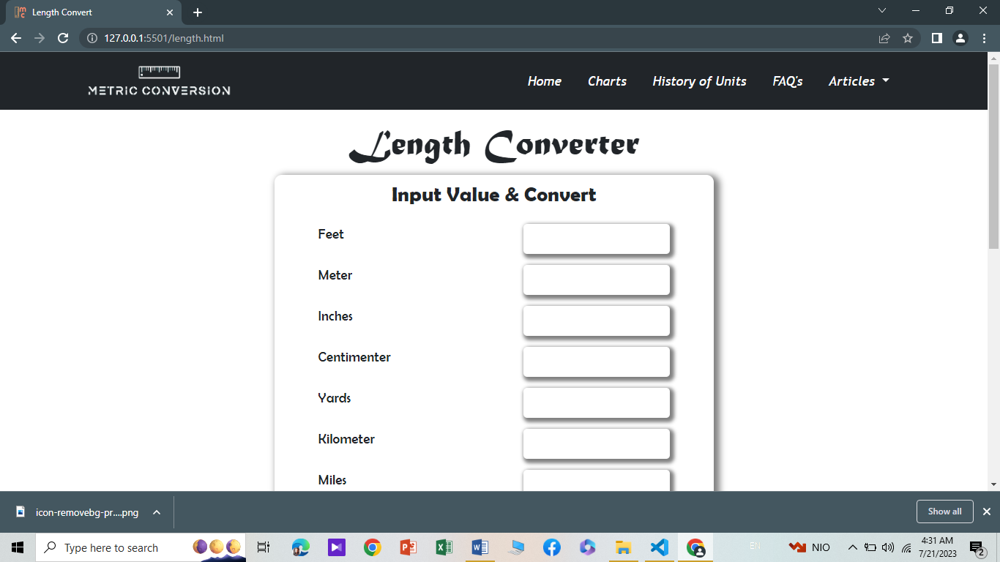 Length Convert
127.0.0.1:5501/length.html
METRIC CONVERSION
Home Charts History of Units FAQ's Articles
Length Converter
Input Value & Convert
Feet
Meter
Inches
Centimenter
Yards
Kilometer
Miles
icon-removebg-pr....png
Show all
Type here to search
EN
NIO
4:31 AM
7/21/2023
2